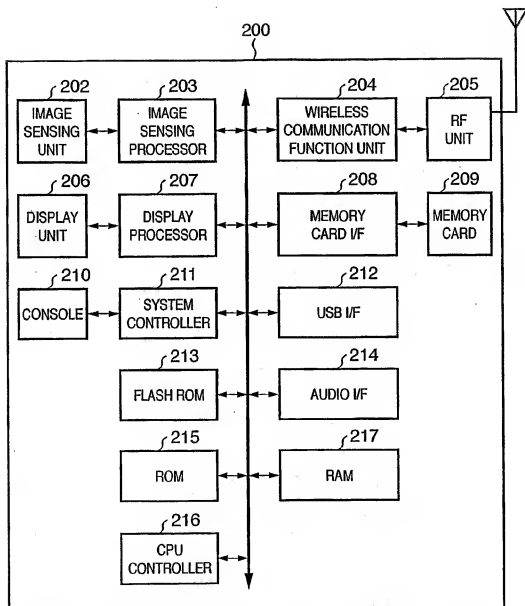 200
202
203
204
205
IMAGE
SENSING
UNIT
IMAGE
SENSING
PROCESSOR
WIRELESS
COMMUNICATION
FUNCTION UNIT
RF
UNIT
206
207
208
209
DISPLAY
UNIT
DISPLAY
PROCESSOR
MEMORY
CARD I/F
MEMORY
CARD
210
211
212
CONSOLE
SYSTEM
CONTROLLER
USB I/F
213
214
FLASH ROM
AUDIO I/F
215
217
ROM
RAM
216
CPU
CONTROLLER